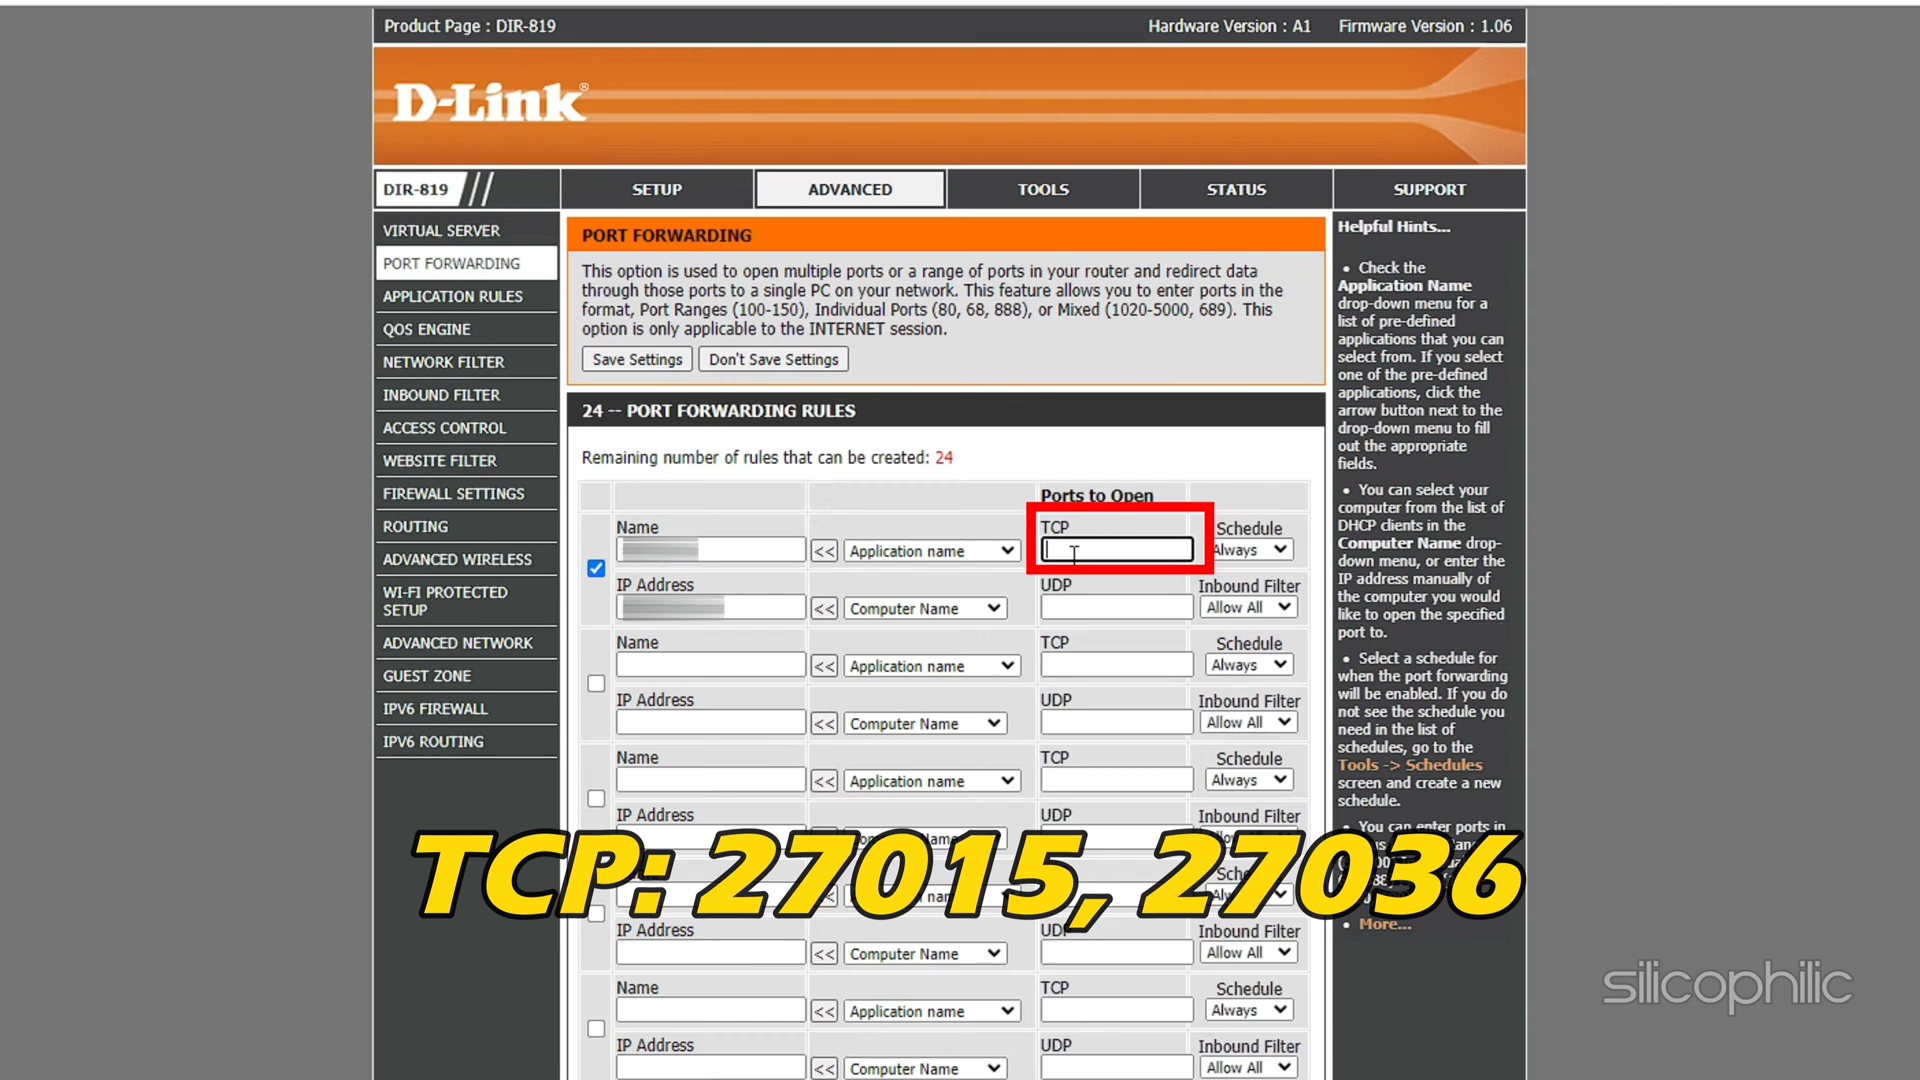 Product Page : DIR-819
Hardware Version : A1
Firmware Version : 1.06
D-Link®
DIR-819
SETUP
ADVANCED
TOOLS
STATUS
SUPPORT
VIRTUAL SERVER
PORT FORWARDING
APPLICATION RULES
QOS ENGINE
NETWORK FILTER
INBOUND FILTER
ACCESS CONTROL
WEBSITE FILTER
FIREWALL SETTINGS
ROUTING
ADVANCED WIRELESS
WI-FI PROTECTED
SETUP
ADVANCED NETWORK
GUEST ZONE
IPV6 FIREWALL
IPV6 ROUTING
PORT FORWARDING
This option is used to open multiple ports or a range of ports in your router and redirect data
through those ports to a single PC on your network. This feature allows you to enter ports in the
format, Port Ranges (100-150), Individual Ports (80, 68, 888), or Mixed (1020-5000, 689). This
option is only applicable to the INTERNET session.
Save Settings
Don't Save Settings
24 -- PORT FORWARDING RULES
Remaining number of rules that can be created: 24
Ports to Open
Name
<<
Application name
TCP
Schedule
Always
IP Address
<<
Computer Name
UDP
Inbound Filter
Allow All
Name
<<
Application name
TCP
Schedule
Always
IP Address
<<
Computer Name
UDP
Inbound Filter
Allow All
Name
<<
Application name
TCP
Schedule
Always
IP Address
UDP
Inbound Filter
TCP: 27015, 27036
IP Address
<<
Computer Name
UDP
Inbound Filter
Allow All
Name
<<
Application name
TCP
Schedule
Always
IP Address
<<
Computer Name
UDP
Inbound Filter
Allow All
Helpful Hints...
• Check the
Application Name
drop-down menu for a
list of pre-defined
applications that you can
select from. If you select
one of the pre-defined
applications, click the
arrow button next to the
drop-down menu to fill
out the appropriate
fields.
• You can select your
computer from the list of
DHCP clients in the
Computer Name drop-
down menu, or enter the
IP address manually of
the computer you would
like to open the specified
port to.
• Select a schedule for
when the port forwarding
will be enabled. If you do
not see the schedule you
need in the list of
schedules, go to the
Tools -> Schedules
screen and create a new
schedule.
• You can enter ports in
• More...
silicophilic